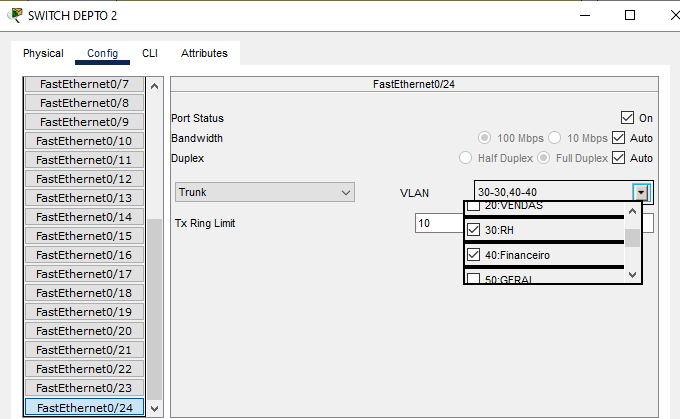 SWITCH DEPTO 2
Physical Config CLI Attributes
FastEthernet0/7
FastEthernet0/8
FastEthernet0/9
FastEthernet0/10
FastEthernet0/11
FastEthernet0/12
FastEthernet0/13
FastEthernet0/14
FastEthernet0/15
FastEthernet0/16
FastEthernet0/17
FastEthernet0/18
FastEthernet0/19
FastEthernet0/20
FastEthernet0/21
FastEthernet0/22
FastEthernet0/23
FastEthernet0/24
FastEthernet0/24
Port Status On
Bandwidth 100 Mbps 10 Mbps Auto
Duplex Half Duplex Full Duplex Auto
Trunk VLAN 30-30,40-40
20:VENDAS
Tx Ring Limit 10
30:RH
40:Financeiro
50:GERAL